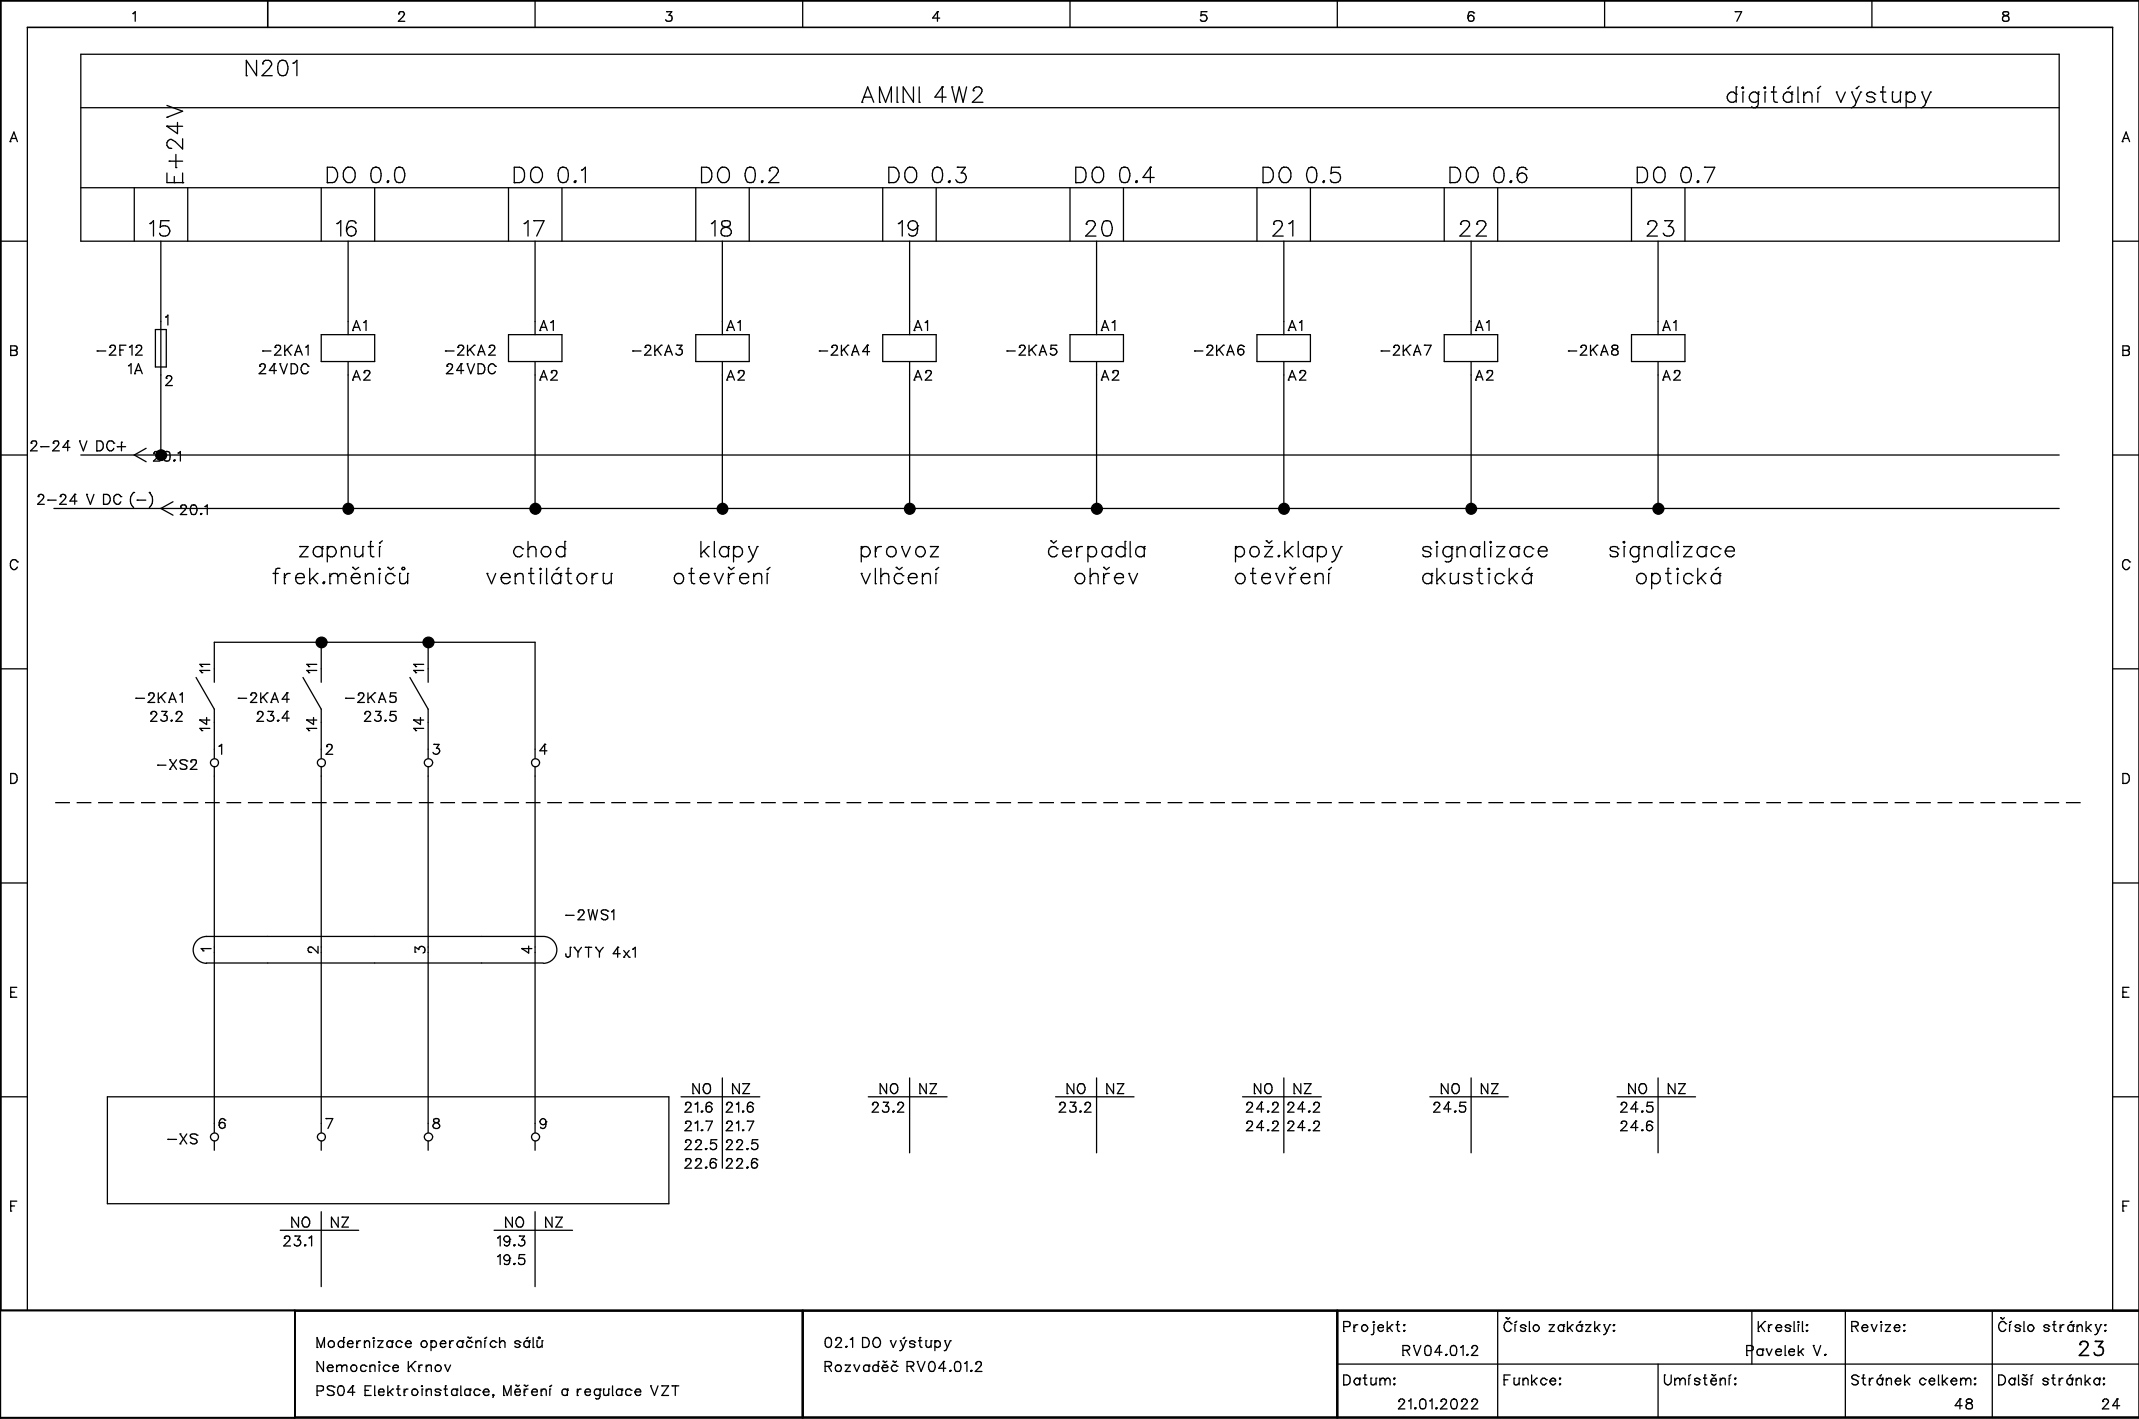 1 2 3 4 5 6 7 8
N201
AMINI 4W2 digitální výstupy
E+24V
A A
DO 0.0 DO 0.1 DO 0.2 DO 0.3 DO 0.4 DO 0.5 DO 0.6 DO 0.7
15 16 17 18 19 20 21 22 23
1 A1 A1 A1 A1 A1 A1 A1 A1
B -2F12 -2KA1 -2KA2 -2KA3 -2KA4 -2KA5 -2KA6 -2KA7 -2KA8 B
1A 24VDC 24VDC
2 A2 A2 A2 A2 A2 A2 A2 A2
2-24 V DC+ 20.1
2-24 V DC (-) 20.1
zapnutí chod klapy provoz čerpadla pož.klapy signalizace signalizace
C C
frek.měničů ventilátoru otevření vlhčení ohřev otevření akustická optická
11 11 11
-2KA1 -2KA4 -2KA5
23.2 23.4 23.5
14 14 14
1 2 3 4
-XS2
D D
-2WS1
1 2 3 4 JYTY 4x1
E E
NO NZ NO NZ NO NZ NO NZ NO NZ NO NZ
21.6 21.6 23.2 23.2 24.2 24.2 24.5 24.5
21.7 21.7 24.2 24.2 24.6
22.5 22.5
22.6 22.6
6 7 8 9
-XS
F F
NO NZ NO NZ
23.1 19.3
19.5
Modernizace operačních sálů
Nemocnice Krnov
PS04 Elektroinstalace, Měření a regulace VZT
02.1 DO výstupy
Rozvaděč RV04.01.2
Projekt: Číslo zakázky: Kreslil: Revize: Číslo stránky:
RV04.01.2 Pavelek V. 23
Datum: Funkce: Umístění: Stránek celkem: Další stránka:
21.01.2022 48 24